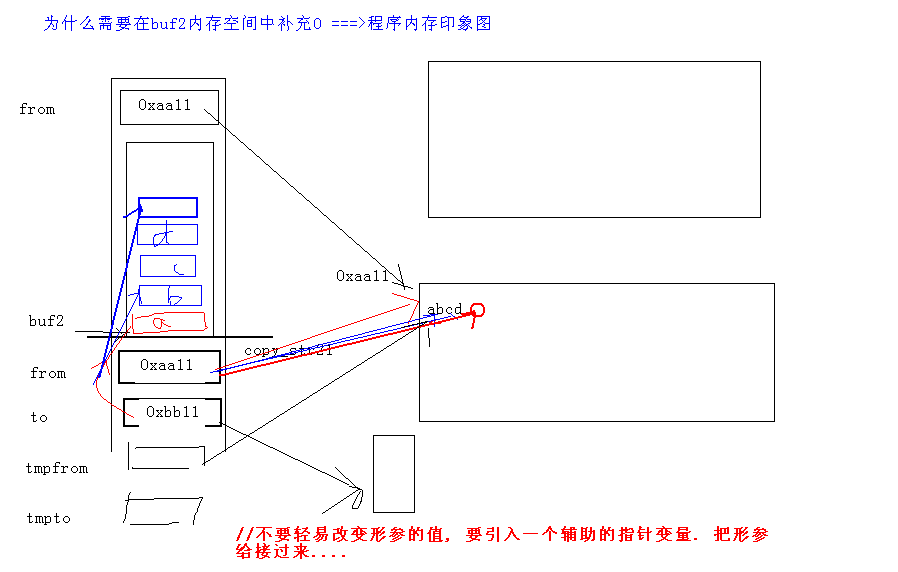 为什么需要在buf2内存空间中补充0 ===>程序内存印象图
from
0xaa11
d
c
b
a
buf2
0xaa11
abcd
copy_str21
from
0xaa11
to
0xbb11
tmpfrom
tmpto
//不要轻易改变形参的值, 要引入一个辅助的指针变量. 把形参
给接过来....